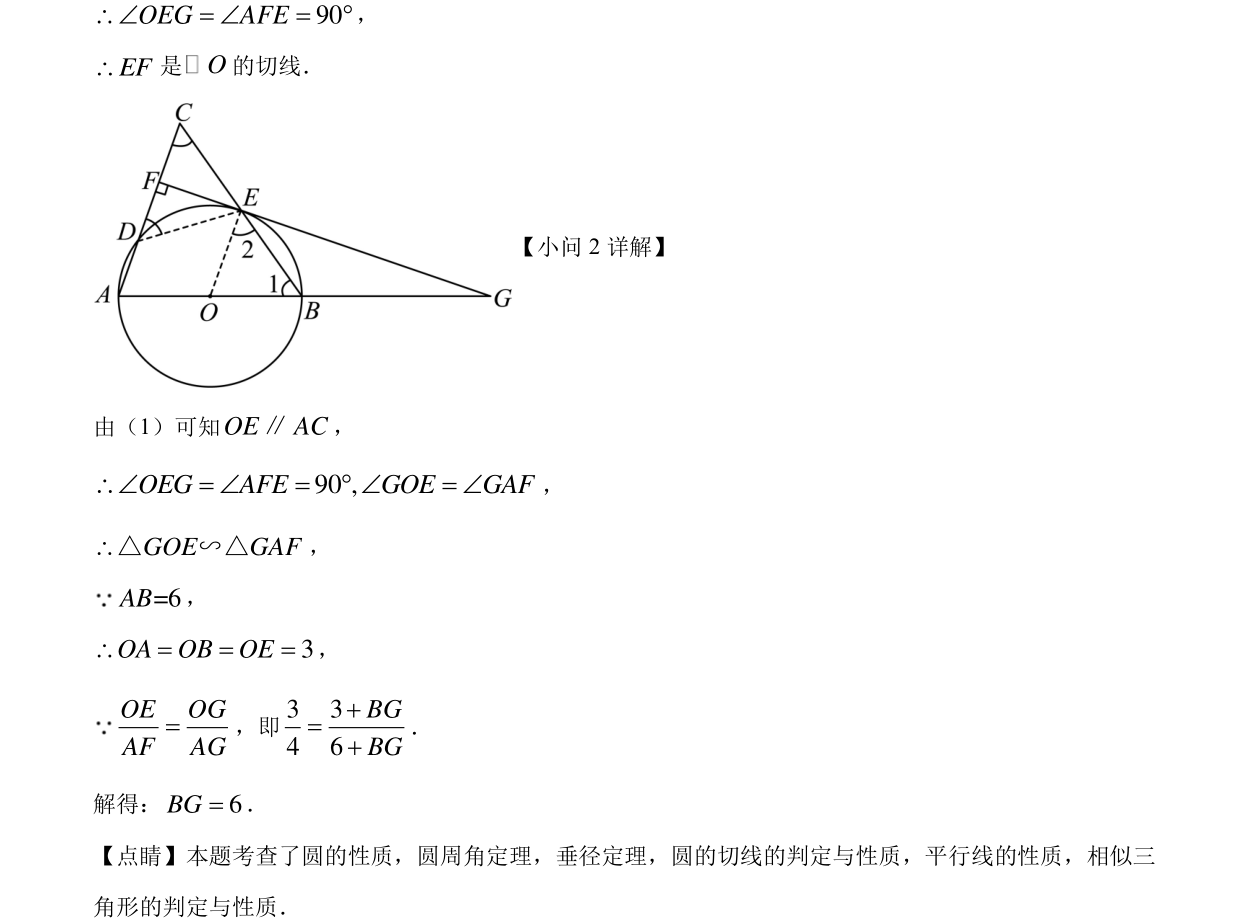 ∴∠OEG=∠AFE=90°，
∴EF 是□ O 的切线．
C
F
E
D
2
【小问 2 详解】
A
1
G
O
B
由（1）可知OE∥AC，
∴∠OEG=∠AFE=90°,∠GOE=∠GAF，
∴△GOE∽△GAF，
∵AB=6，
∴OA=OB=OE=3，
∵OE/AF=OG/AG，即3/4=(3+BG)/(6+BG)．
解得：BG=6．
【点睛】本题考查了圆的性质，圆周角定理，垂径定理，圆的切线的判定与性质，平行线的性质，相似三
角形的判定与性质．